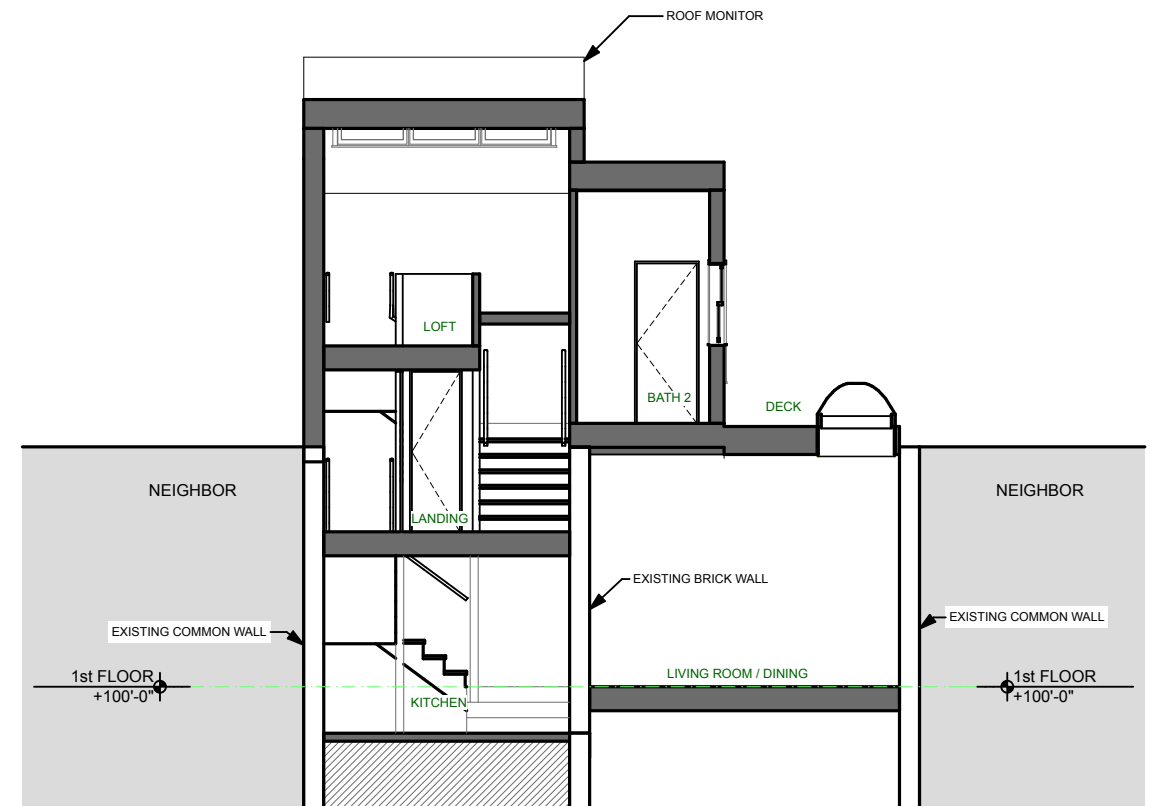 ROOF MONITOR
LOFT
BATH 2
DECK
NEIGHBOR
NEIGHBOR
LANDING
EXISTING BRICK WALL
EXISTING COMMON WALL
EXISTING COMMON WALL
1st FLOOR
+100'-0"
LIVING ROOM / DINING
1st FLOOR
+100'-0"
KITCHEN